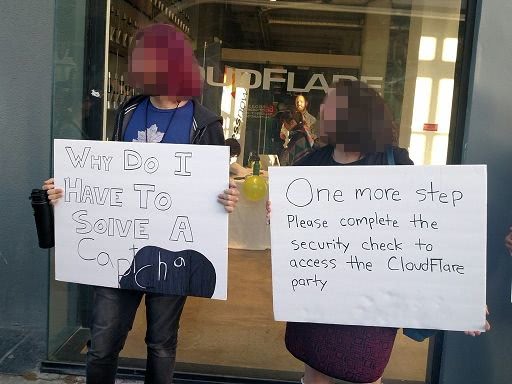 OUDFLARE
WHY DO I
HAVE TO
SOLVE A
Captcha
One more step
Please complete the
security check to
access the CloudFlare
party